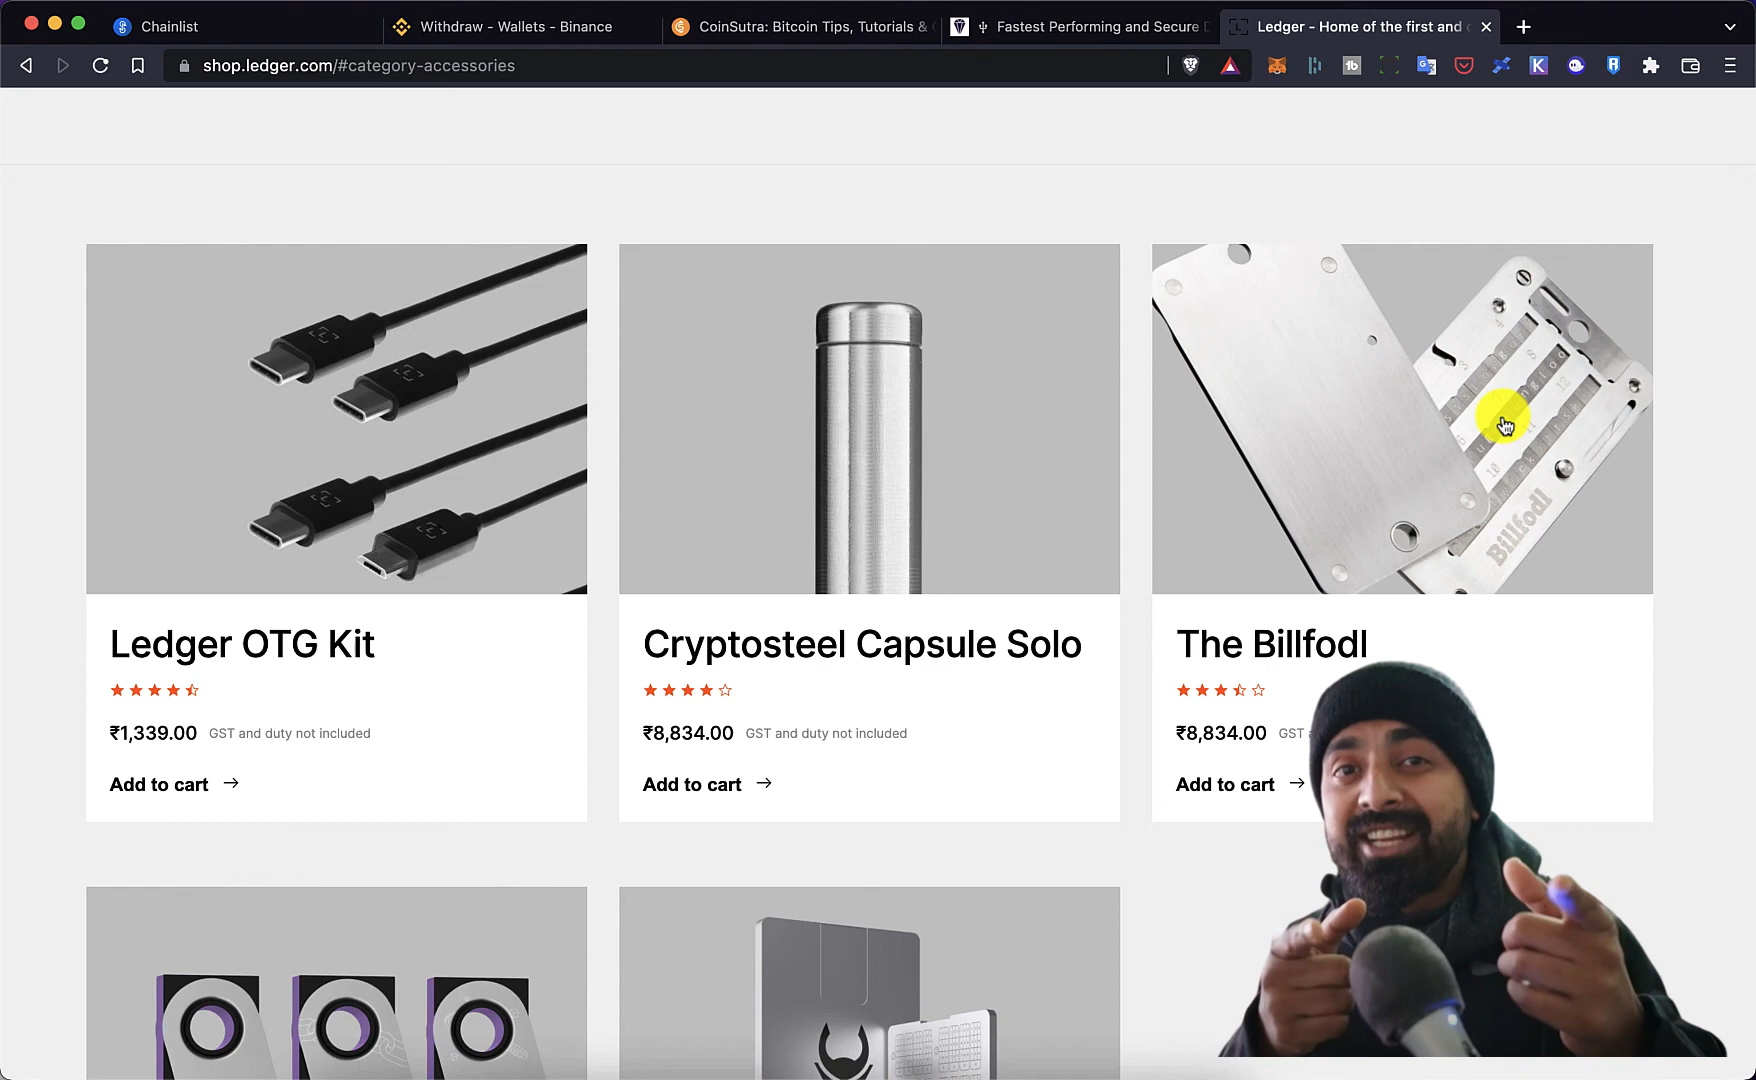 Chainlist
Withdraw - Wallets - Binance
CoinSutra: Bitcoin Tips, Tutorials &
Fastest Performing and Secure
Ledger - Home of the first and
shop.ledger.com/#category-accessories
Billfodl
Ledger OTG Kit
Cryptosteel Capsule Solo
The Billfodl
₹1,339.00 GST and duty not included
₹8,834.00 GST and duty not included
₹8,834.00 GST
Add to cart →
Add to cart →
Add to cart →